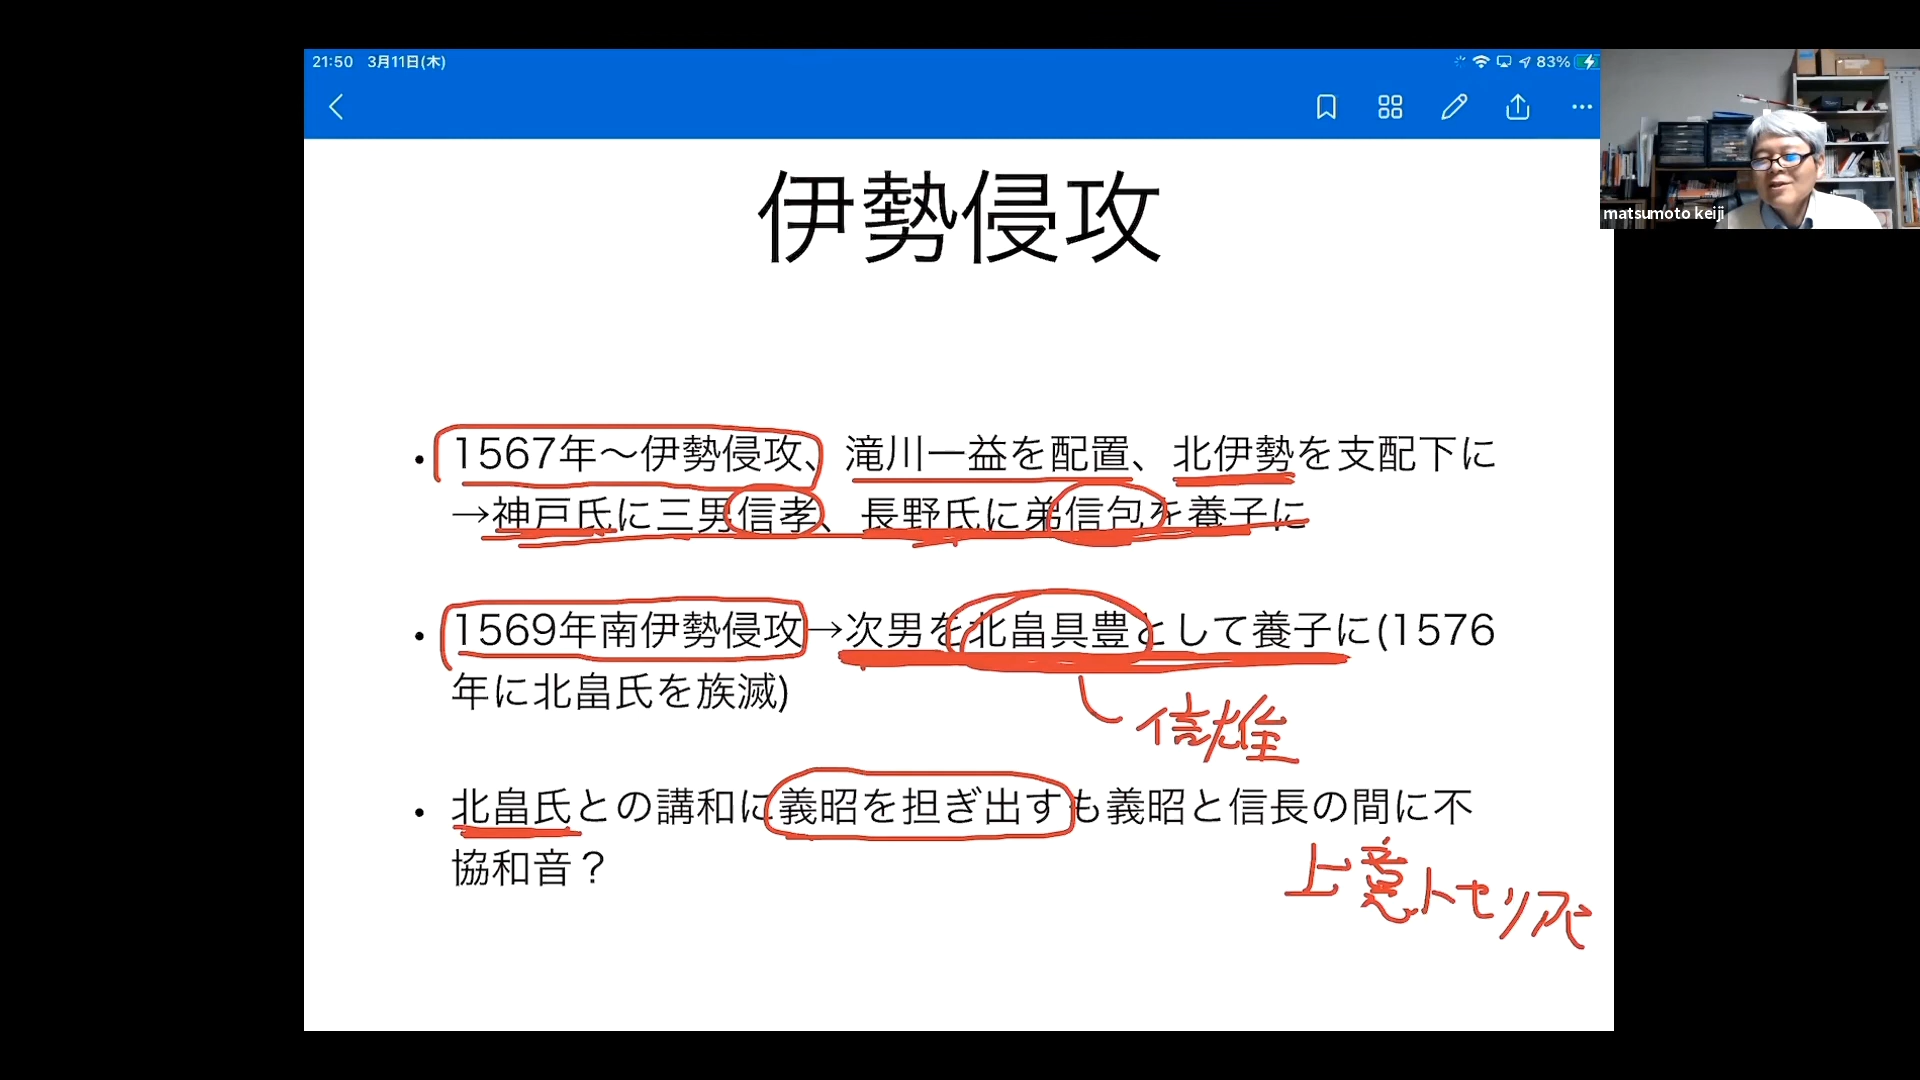 21:50 3月11日(木)
83%
matsumoto keiji
伊勢侵攻
• 1567年〜伊勢侵攻、滝川一益を配置、北伊勢を支配下に
→神戸氏に三男信孝、長野氏に弟信包を養子に
• 1569年南伊勢侵攻→次男を北畠具豊として養子に(1576
年に北畠氏を族滅)
信雄
• 北畠氏との講和に義昭を担ぎ出すも義昭と信長の間に不
協和音？
上意トセリ